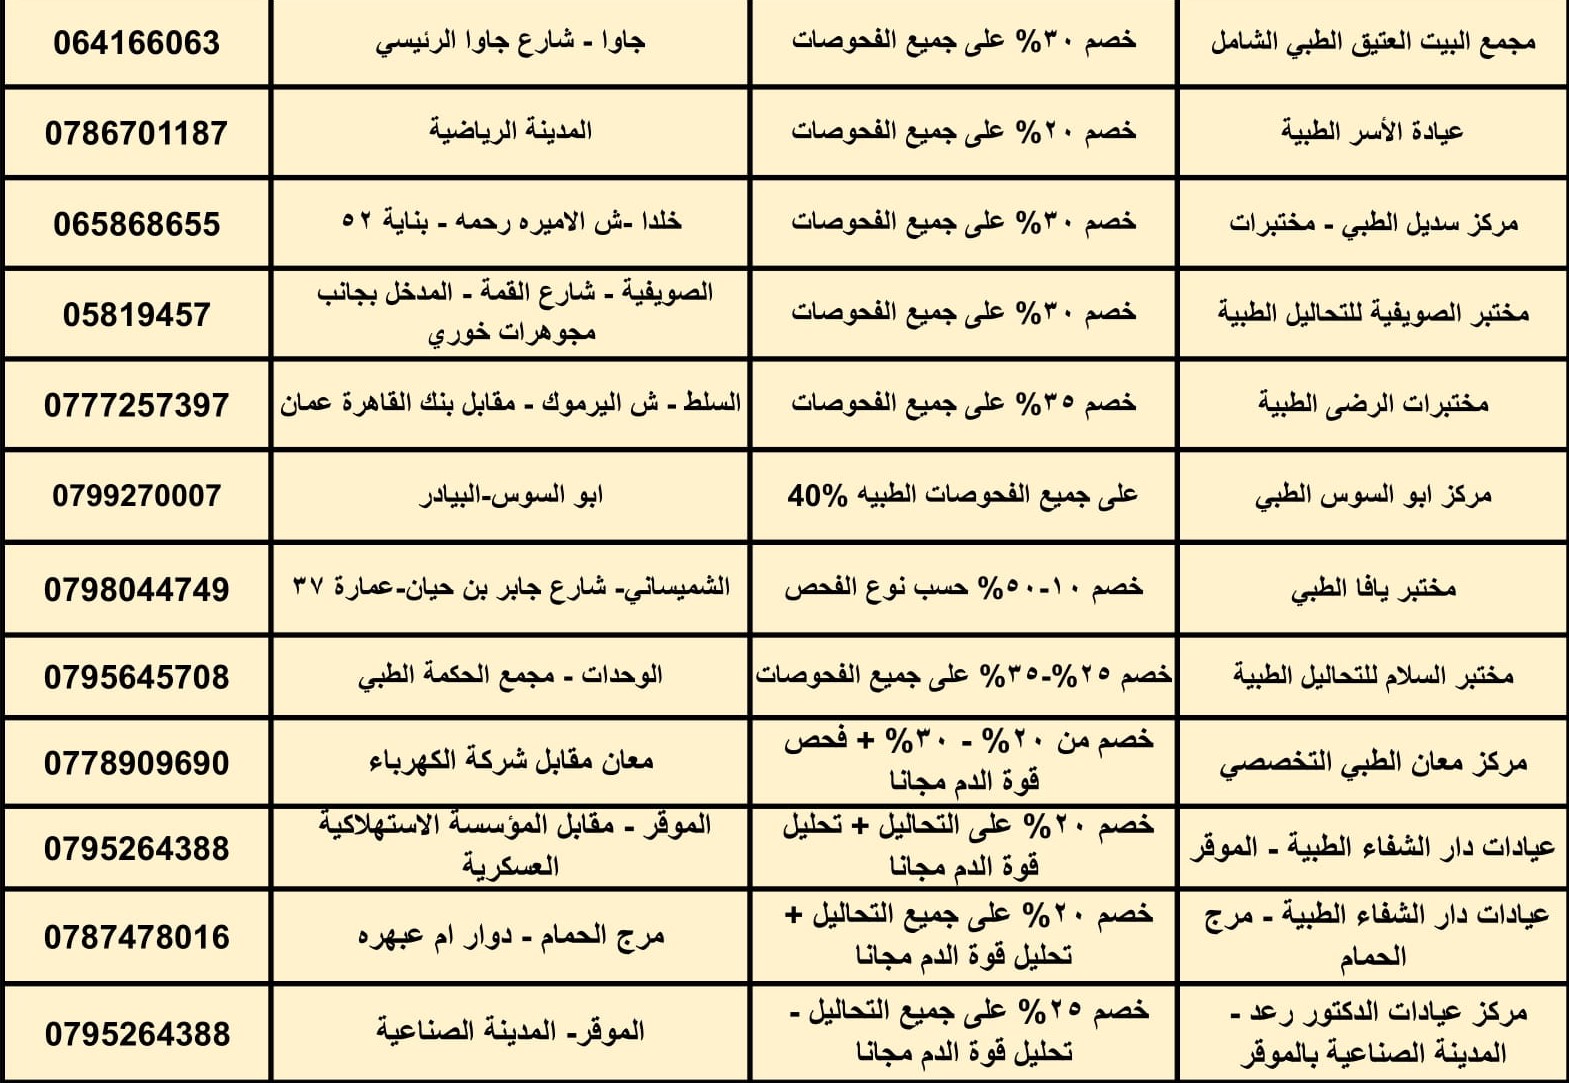 مجمع البيت العتيق الطبي الشامل
خصم ٣٠% على جميع الفحوصات
جاوا - شارع جاوا الرئيسي
064166063
عيادة الأسر الطبية
خصم ٢٠% على جميع الفحوصات
المدينة الرياضية
0786701187
مركز سديل الطبي - مختبرات
خصم ٣٠% على جميع الفحوصات
خلدا -ش الاميره رحمه - بناية ٥٢
065868655
مختبر الصويفية للتحاليل الطبية
خصم ٣٠% على جميع الفحوصات
الصويفية - شارع القمة - المدخل بجانب
مجوهرات خوري
05819457
مختبرات الرضى الطبية
خصم ٣٥% على جميع الفحوصات
السلط - ش اليرموك - مقابل بنك القاهرة عمان
0777257397
مركز ابو السوس الطبي
على جميع الفحوصات الطبيه %40
ابو السوس-البيادر
0799270007
مختبر يافا الطبي
خصم ١٠-٥٠% حسب نوع الفحص
الشميساني- شارع جابر بن حيان-عمارة ٣٧
0798044749
مختبر السلام للتحاليل الطبية
خصم ٢٥%-٣٥% على جميع الفحوصات
الوحدات - مجمع الحكمة الطبي
0795645708
مركز معان الطبي التخصصي
خصم من ٢٠% - ٣٠% + فحص
قوة الدم مجانا
معان مقابل شركة الكهرباء
0778909690
عيادات دار الشفاء الطبية - الموقر
خصم ٢٠% على التحاليل + تحليل
قوة الدم مجانا
الموقر - مقابل المؤسسة الاستهلاكية
العسكرية
0795264388
عيادات دار الشفاء الطبية - مرج
الحمام
خصم ٢٠% على جميع التحاليل +
تحليل قوة الدم مجانا
مرج الحمام - دوار ام عبهره
0787478016
مركز عيادات الدكتور رعد -
المدينة الصناعية بالموقر
خصم ٢٥% على جميع التحاليل -
تحليل قوة الدم مجانا
الموقر- المدينة الصناعية
0795264388